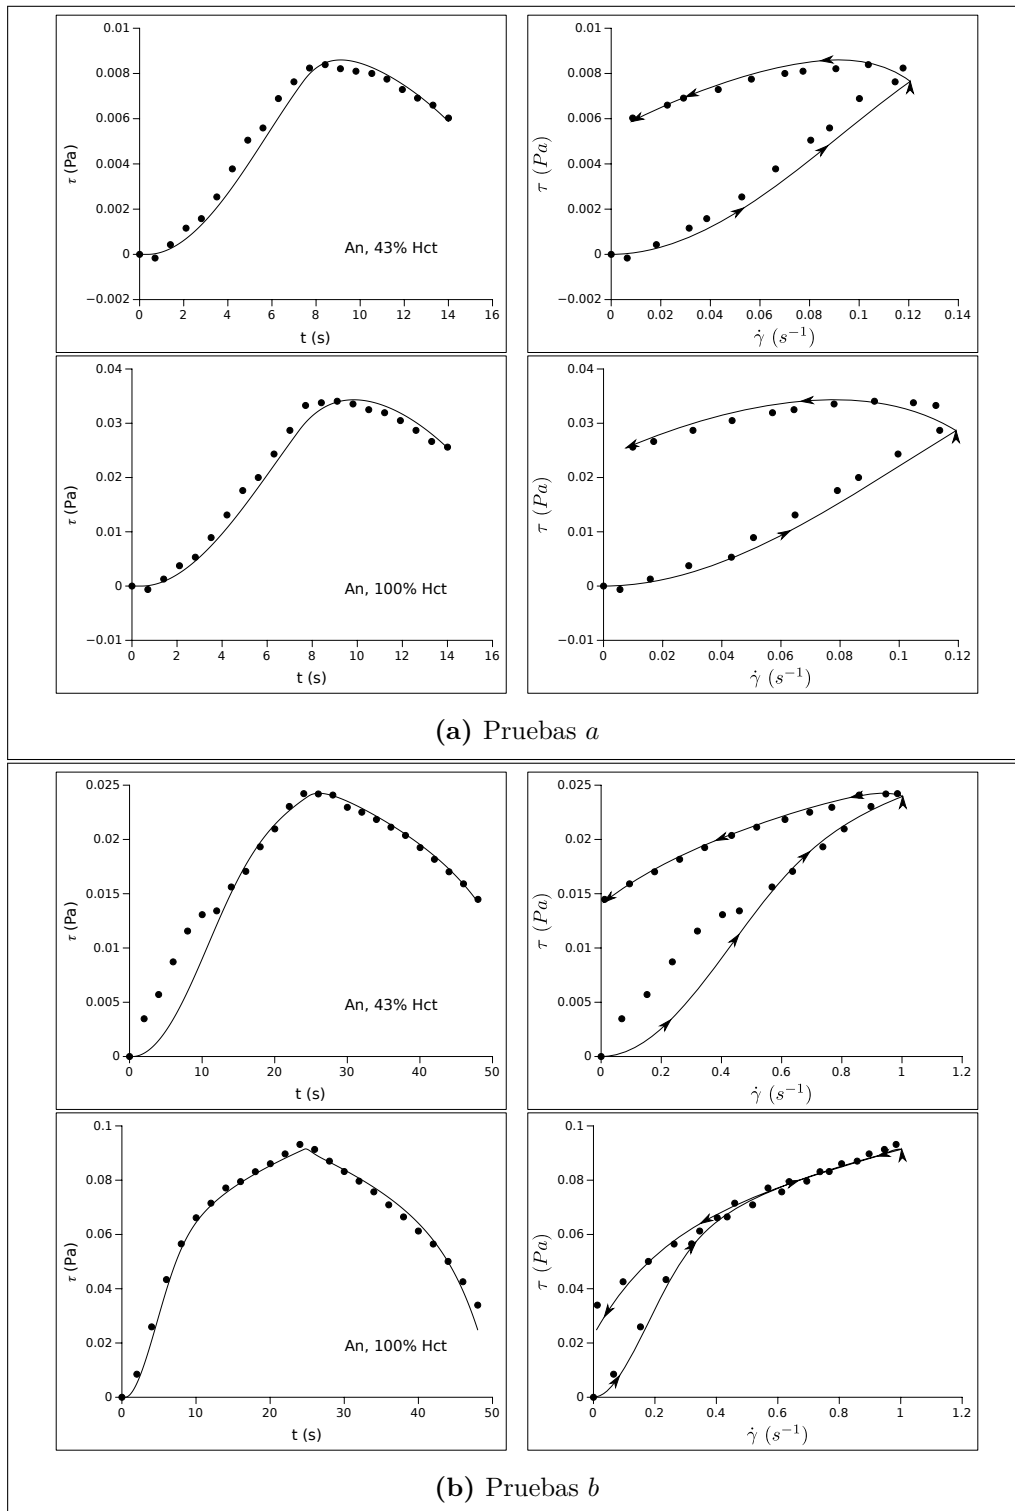 0.01
0.008
0.006
0.004
0.002
0
−0.002
τ (Pa)
0 2 4 6 8 10 12 14 16
t (s)
An, 43% Hct
0.01
0.008
0.006
0.004
0.002
0
−0.002
τ (Pa)
0 0.02 0.04 0.06 0.08 0.1 0.12 0.14
γ̇ (s⁻¹)
0.04
0.03
0.02
0.01
0
−0.01
τ (Pa)
0 2 4 6 8 10 12 14 16
t (s)
An, 100% Hct
0.04
0.03
0.02
0.01
0
−0.01
τ (Pa)
0 0.02 0.04 0.06 0.08 0.1 0.12
γ̇ (s⁻¹)
(a) Pruebas a
0.025
0.02
0.015
0.01
0.005
0
τ (Pa)
0 10 20 30 40 50
t (s)
An, 43% Hct
0.025
0.02
0.015
0.01
0.005
0
τ (Pa)
0 0.2 0.4 0.6 0.8 1 1.2
γ̇ (s⁻¹)
0.1
0.08
0.06
0.04
0.02
0
τ (Pa)
0 10 20 30 40 50
t (s)
An, 100% Hct
0.1
0.08
0.06
0.04
0.02
0
τ (Pa)
0 0.2 0.4 0.6 0.8 1 1.2
γ̇ (s⁻¹)
(b) Pruebas b